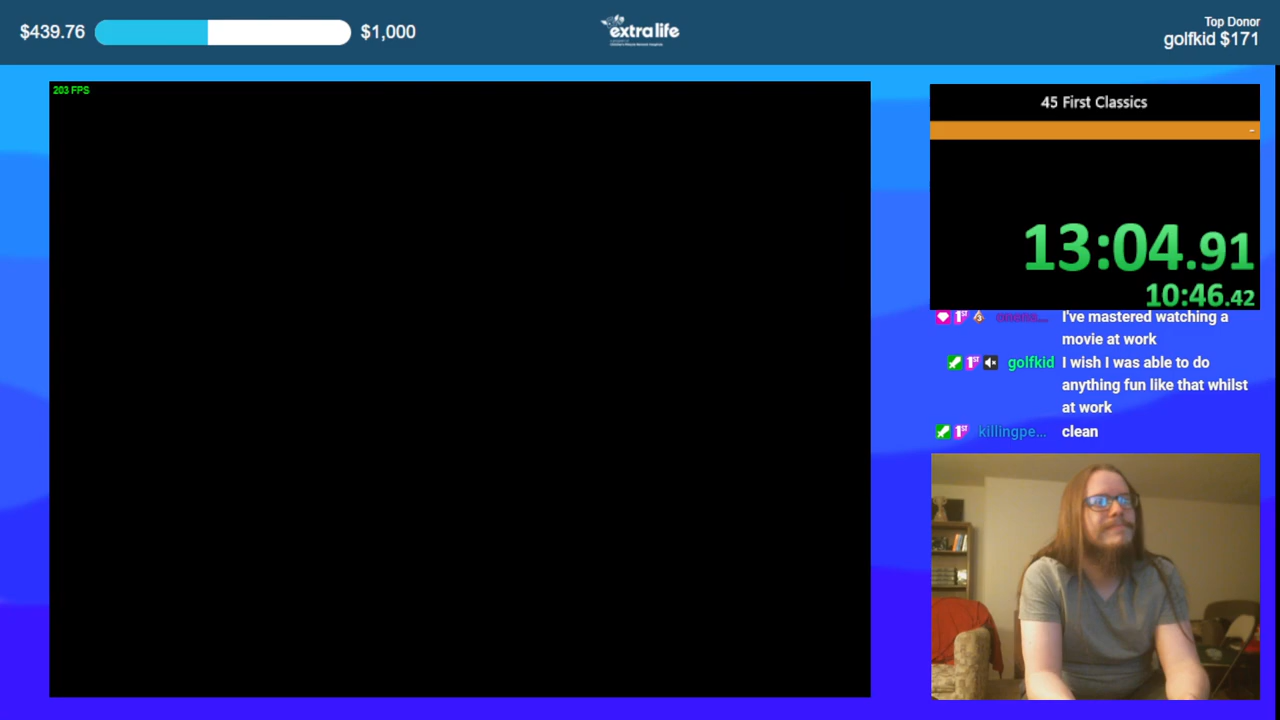 $439.76
$1,000
extralife
Top Donor
golfkid $171
203 FPS
45 First Classics
-
13:04.91
10:46.42
I've mastered watching a
movie at work
golfkid I wish I was able to do
anything fun like that whilst
at work
killingpe... clean